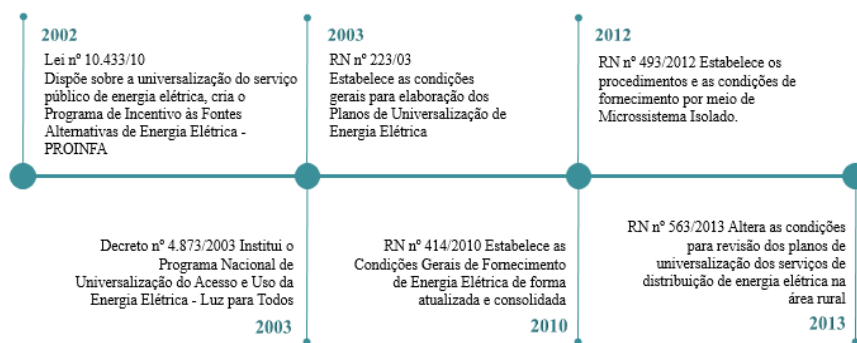 2002
Lei nº 10.433/10
Dispõe sobre a universalização do serviço
público de energia elétrica, cria o
Programa de Incentivo às Fontes
Alternativas de Energia Elétrica -
PROINFA
2003
RN nº 223/03
Estabelece as condições
gerais para elaboração dos
Planos de Universalização de
Energia Elétrica
2012
RN nº 493/2012 Estabelece os
procedimentos e as condições de
fornecimento por meio de
Microssistema Isolado.
Decreto nº 4.873/2003 Institui o
Programa Nacional de
Universalização do Acesso e Uso da
Energia Elétrica - Luz para Todos
2003
RN nº 414/2010 Estabelece as
Condições Gerais de Fornecimento
de Energia Elétrica de forma
atualizada e consolidada
2010
RN nº 563/2013 Altera as condições
para revisão dos planos de
universalização dos serviços de
distribuição de energia elétrica na
área rural
2013